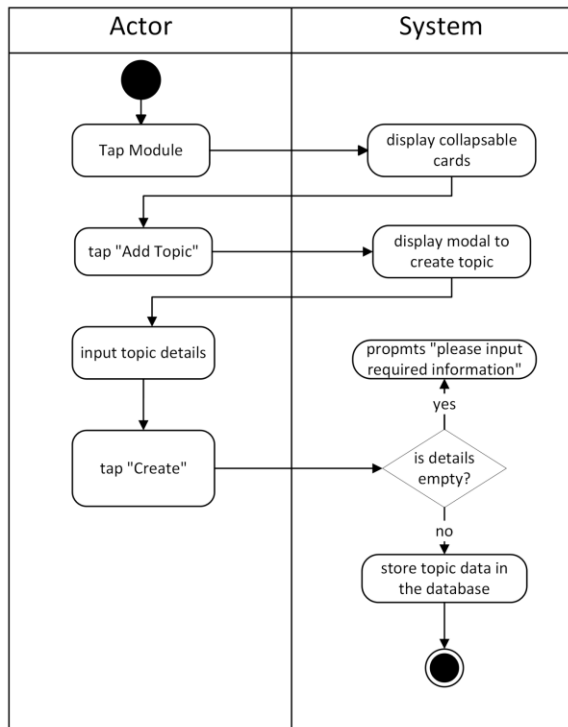 Actor
System
Tap Module
display collapsable
cards
tap "Add Topic"
display modal to
create topic
input topic details
propmts "please input
required information"
yes
tap "Create"
is details
empty?
no
store topic data in
the database